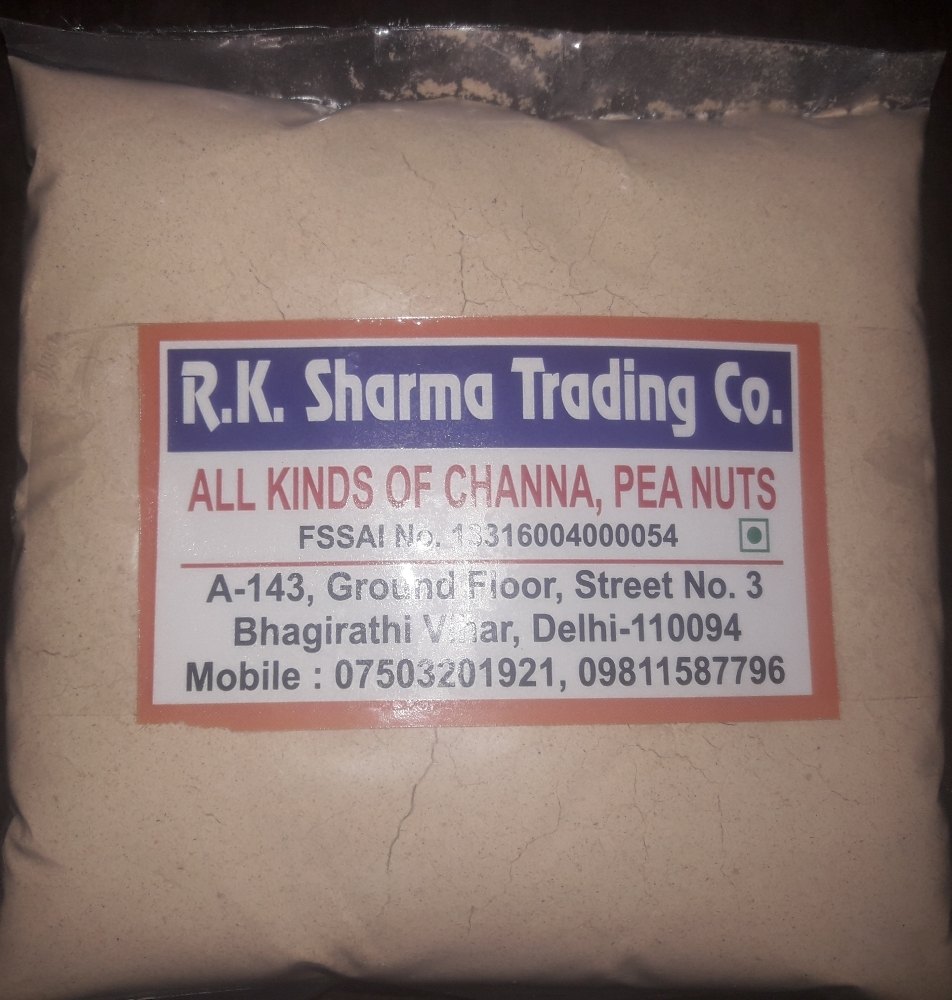 R.K. Sharma Trading Co.
ALL KINDS OF CHANNA, PEA NUTS
FSSAI No. 13316004000054
A-143, Ground Floor, Street No. 3
Bhagirathi Vihar, Delhi-110094
Mobile : 07503201921, 09811587796